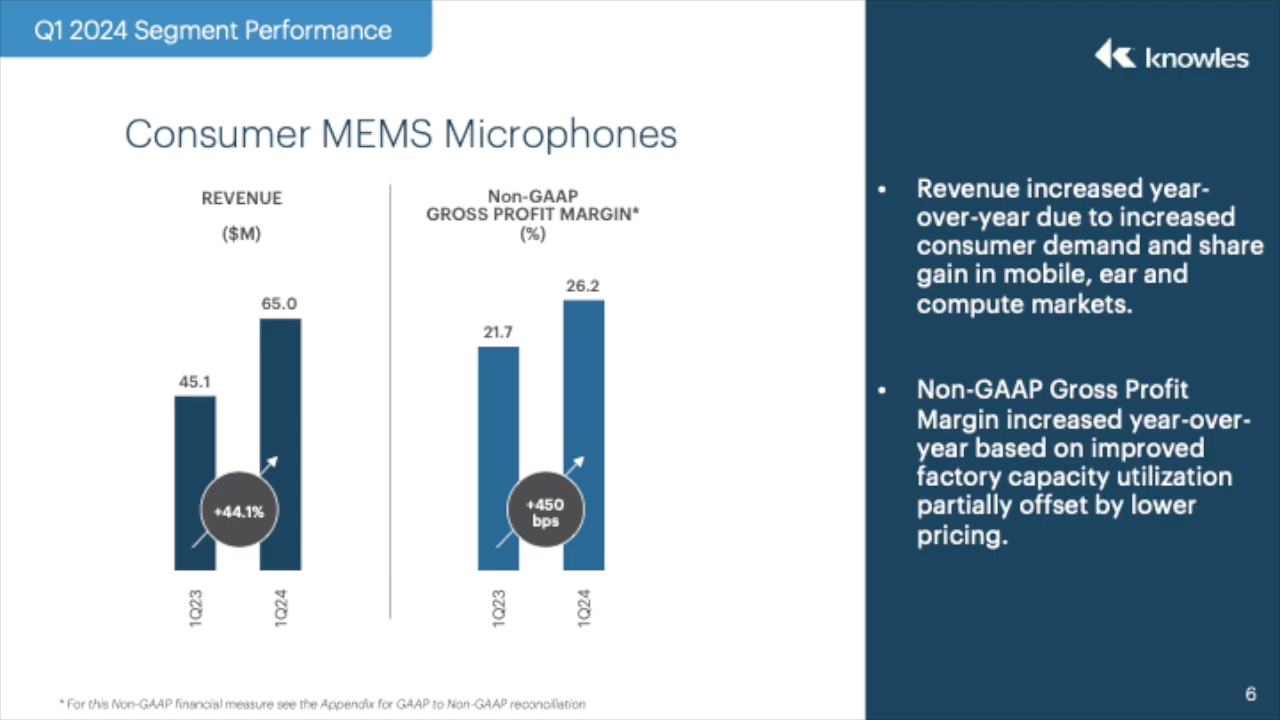 Q1 2024 Segment Performance
knowles
Consumer MEMS Microphones
REVENUE
($M)
45.1
65.0
+44.1%
1Q23
1Q24
Non-GAAP
GROSS PROFIT MARGIN*
(%)
21.7
26.2
+450
bps
1Q23
1Q24
• Revenue increased year-
over-year due to increased
consumer demand and share
gain in mobile, ear and
compute markets.
• Non-GAAP Gross Profit
Margin increased year-over-
year based on improved
factory capacity utilization
partially offset by lower
pricing.
* For this Non-GAAP financial measure see the Appendix for GAAP to Non-GAAP reconciliation
6